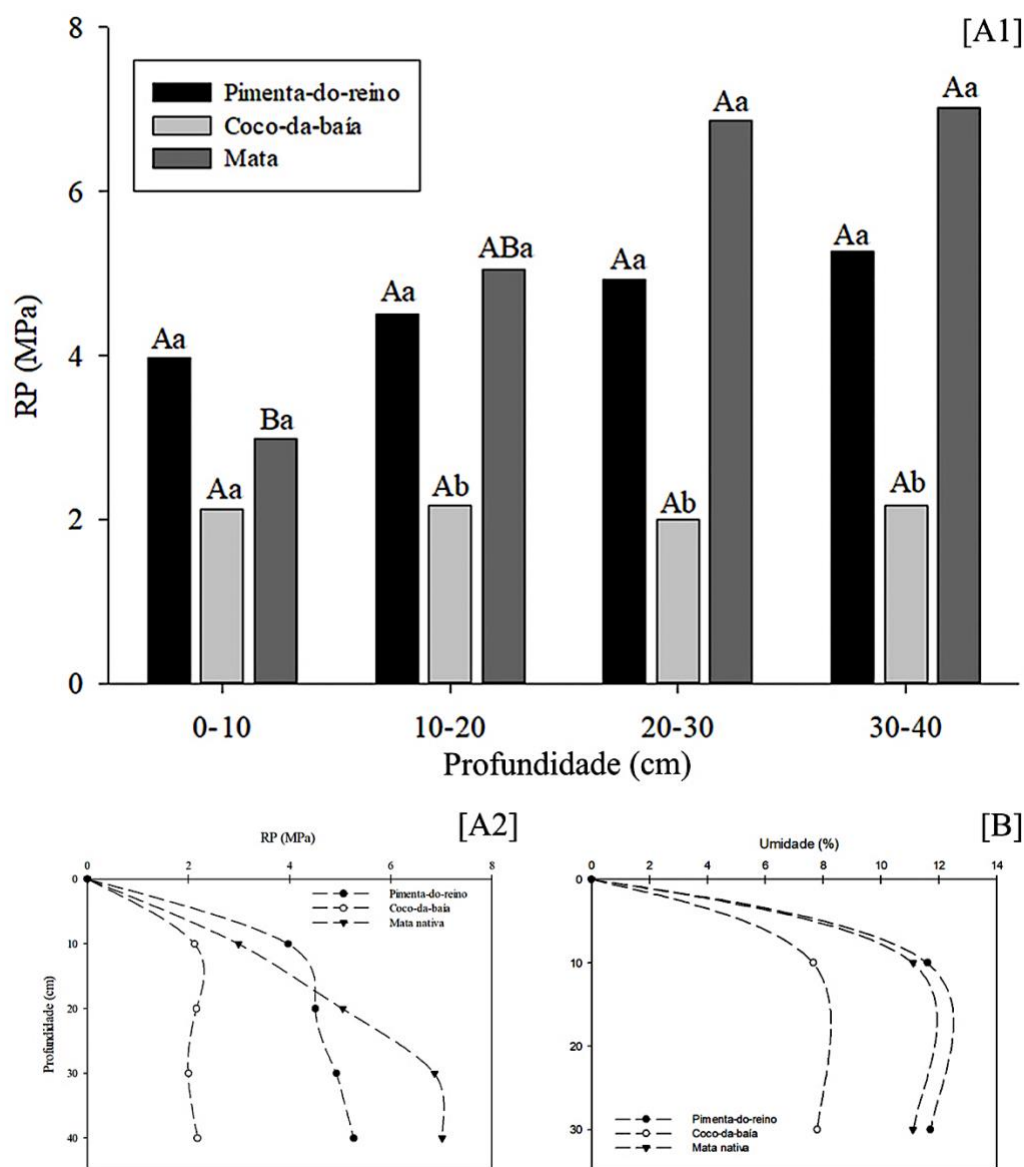 [A1]
8
6
4
2
0
RP (MPa)
Pimenta-do-reino
Coco-da-baía
Mata
Aa
Aa
Ba
Aa
Ab
ABa
Aa
Ab
Aa
Aa
Ab
Aa
0-10
10-20
20-30
30-40
Profundidade (cm)
[A2]
RP (MPa)
0
2
4
6
8
0
10
20
30
40
Profundidade (cm)
Pimenta-do-reino
Coco-da-baía
Mata nativa
[B]
Umidade (%)
0
2
4
6
8
10
12
14
0
10
20
30
Pimenta-do-reino
Coco-da-baía
Mata nativa